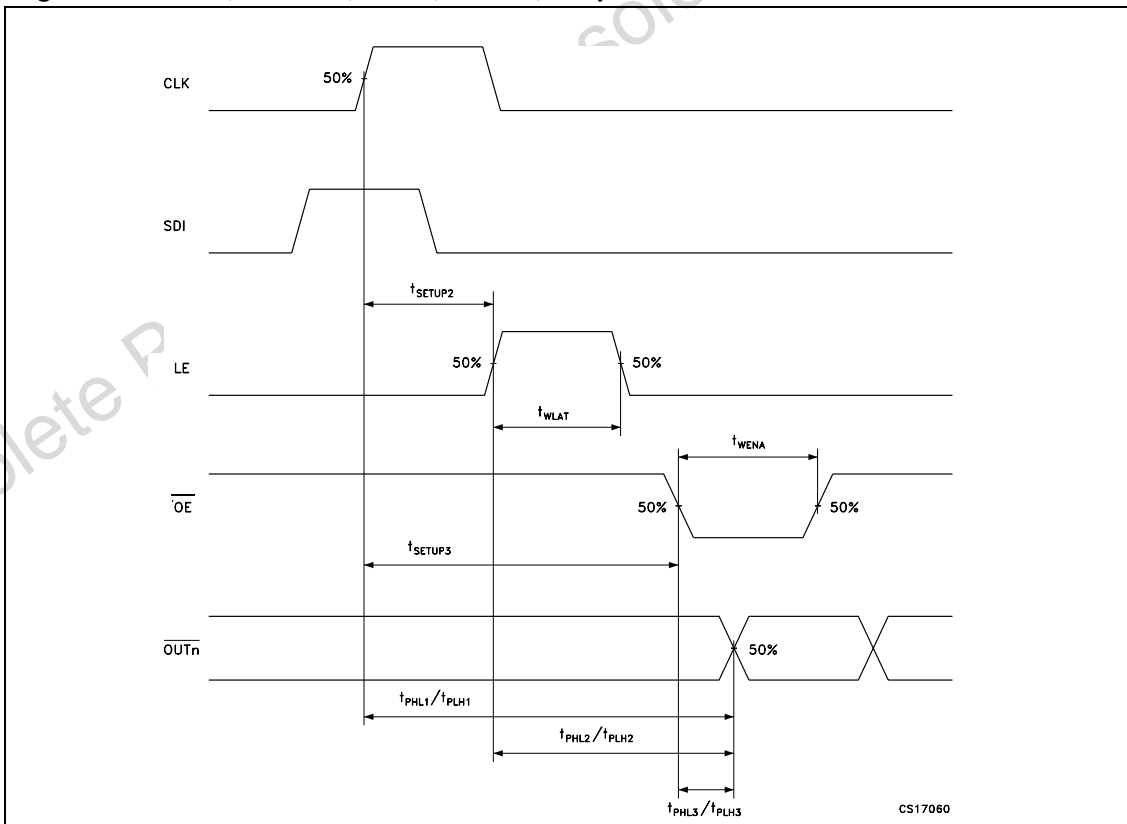 CLK
50%
SDI
tSETUP2
LE
50%
50%
tWLAT
tWENA
OE
50%
50%
tSETUP3
OUTn
50%
tPHL1/tPLH1
tPHL2/tPLH2
tPHL3/tPLH3
CS17060